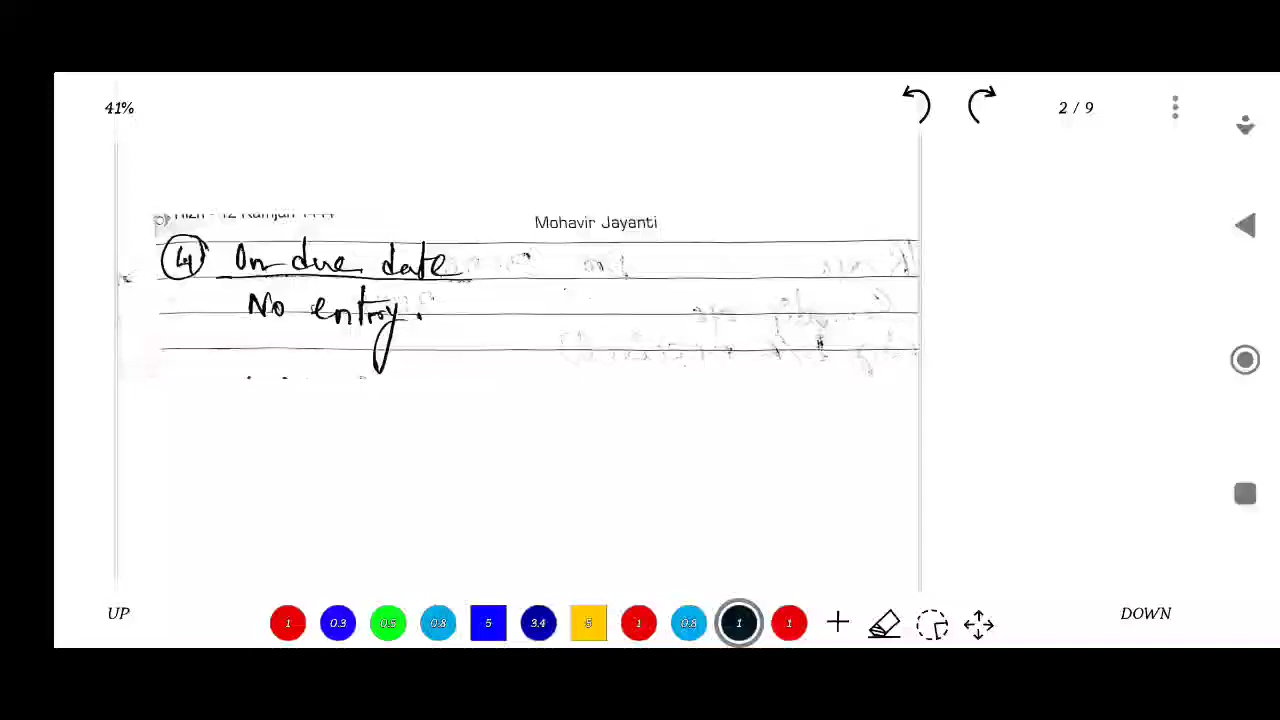 41%
2 / 9
Mohavir Jayanti
4 On due date
No entry.
UP
1 0.3 0.5 0.8 5 3.4 5 1 0.8 1 1
DOWN